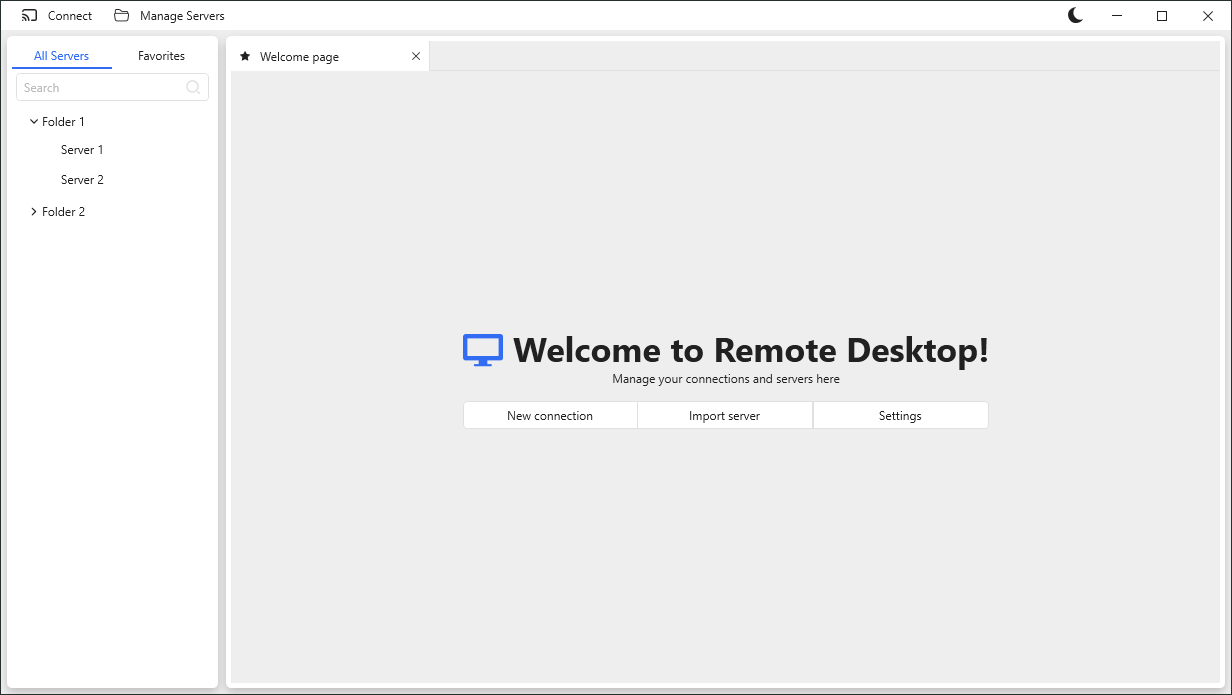 Connect
Manage Servers
All Servers
Favorites
Search
Folder 1
Server 1
Server 2
Folder 2
Welcome page
Welcome to Remote Desktop!
Manage your connections and servers here
New connection
Import server
Settings